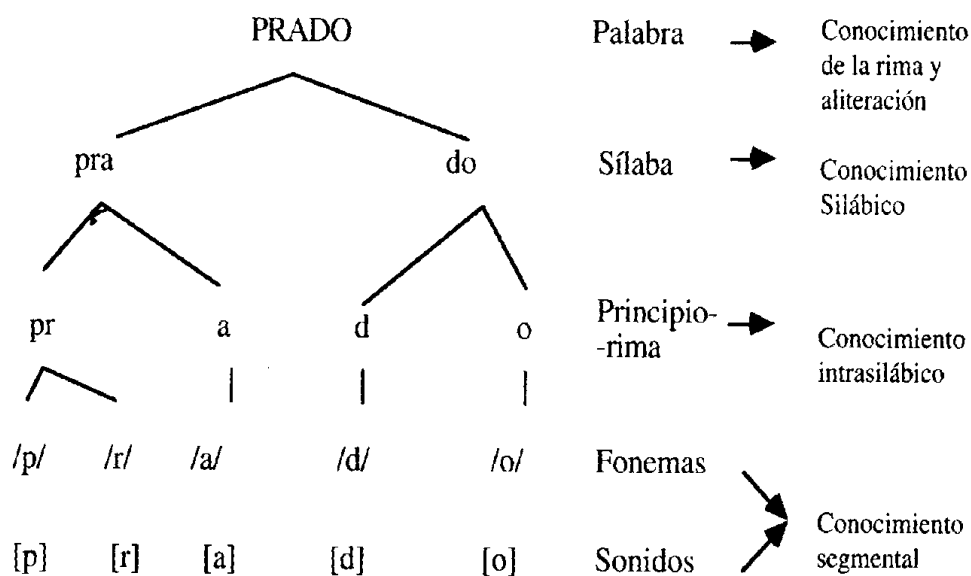 PRADO Palabra Conocimiento
de la rima y
aliteración
pra do Sílaba Conocimiento
Silábico
pr a d o Principio-
-rima Conocimiento
intrasilábico
/p/ /r/ /a/ /d/ /o/ Fonemas
[p] [r] [a] [d] [o] Sonidos Conocimiento
segmental